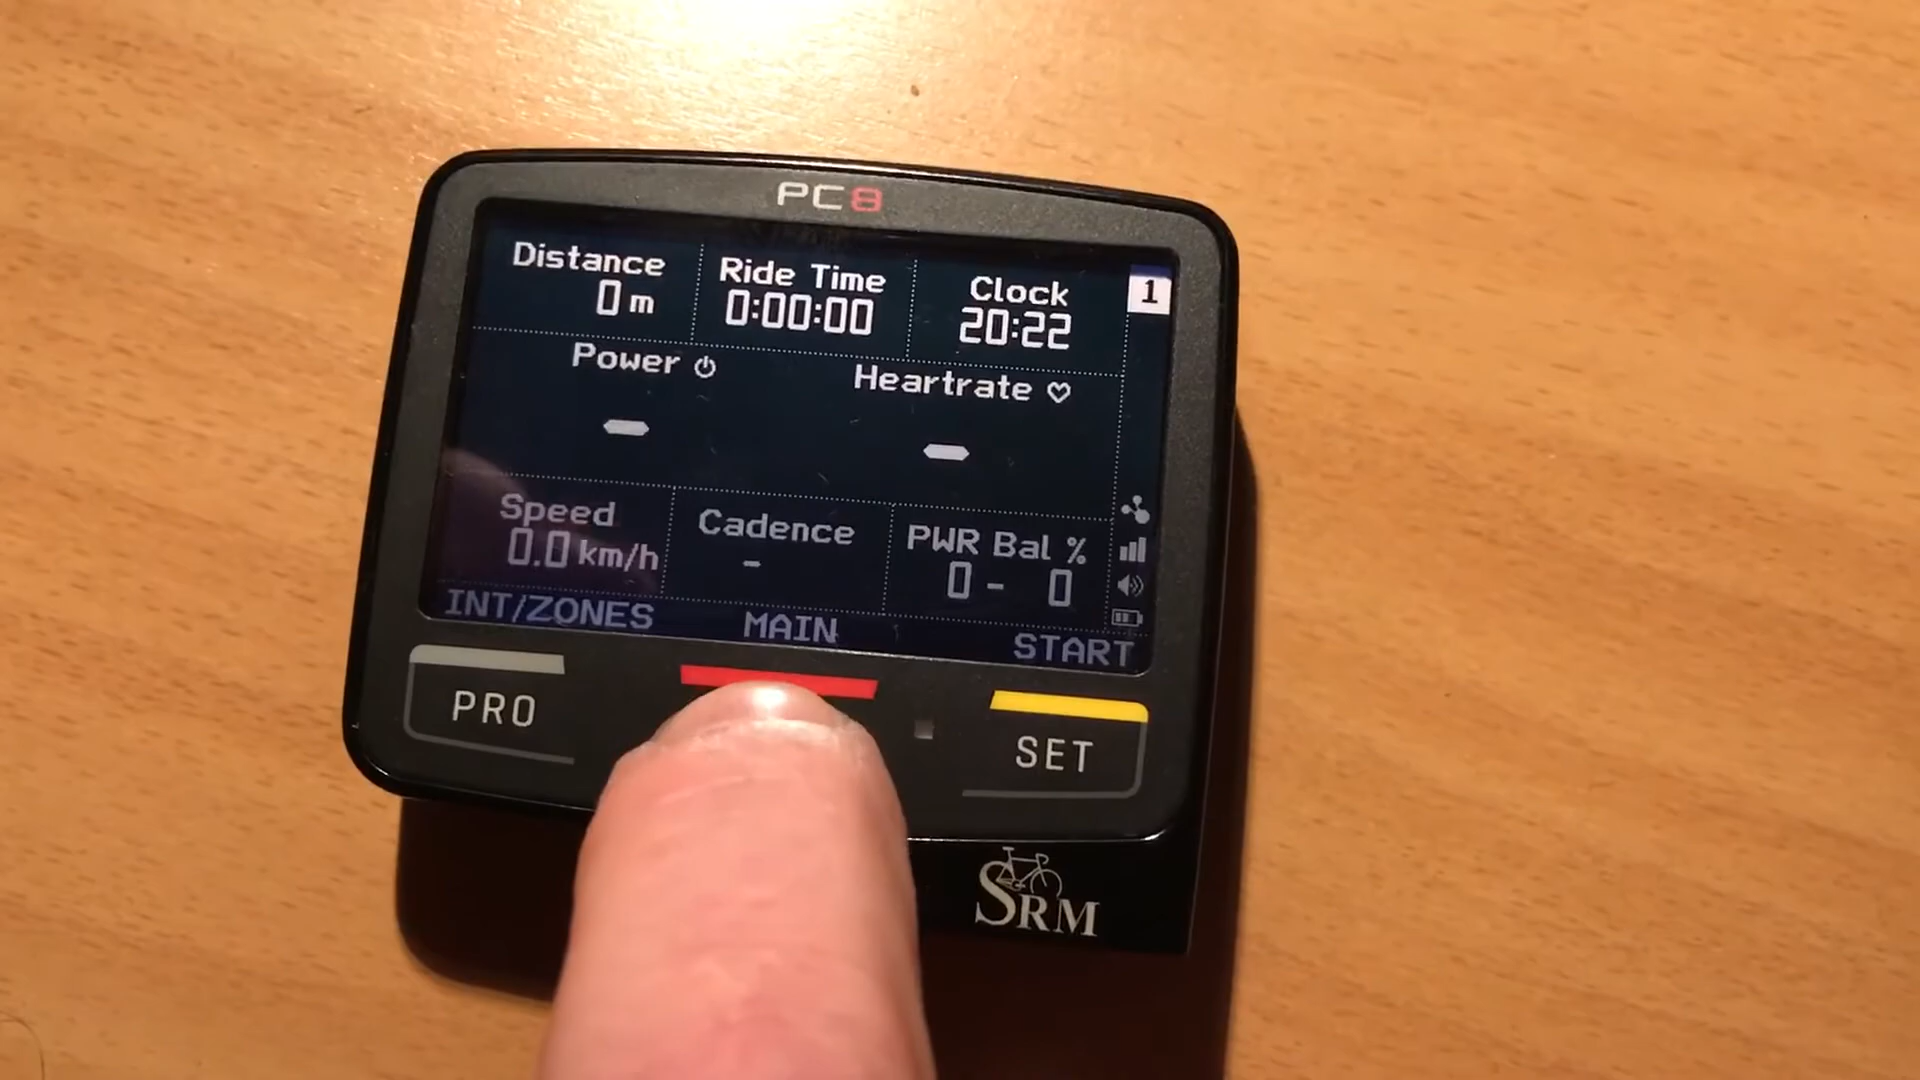 PC8
Distance
0 m
Ride Time
0:00:00
Clock
20:22
1
Power
-
Heartrate
-
Speed
0.0 km/h
Cadence
-
PWR Bal %
0 - 0
INT/ZONES
MAIN
START
PRO
SET
SRM